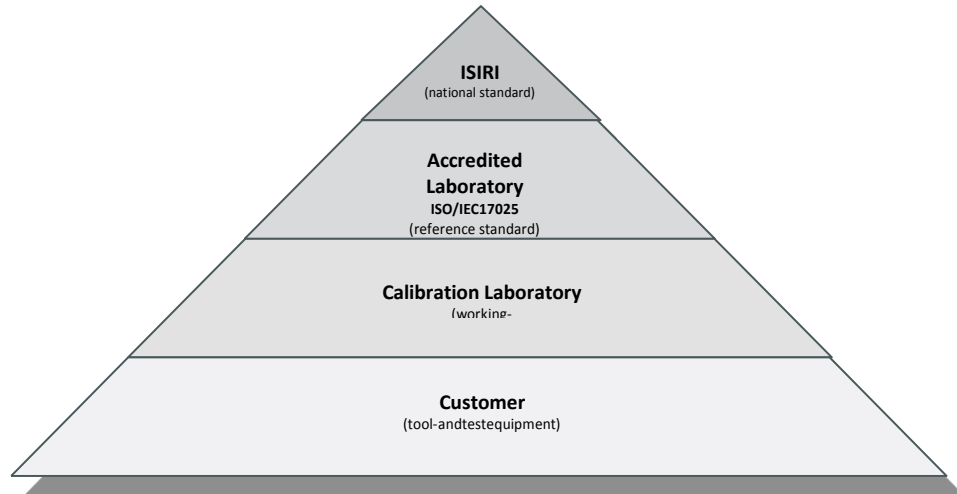 ISIRI
(national standard)
Accredited
Laboratory
ISO/IEC17025
(reference standard)
Calibration Laboratory
(working-
Customer
(tool-andtestequipment)